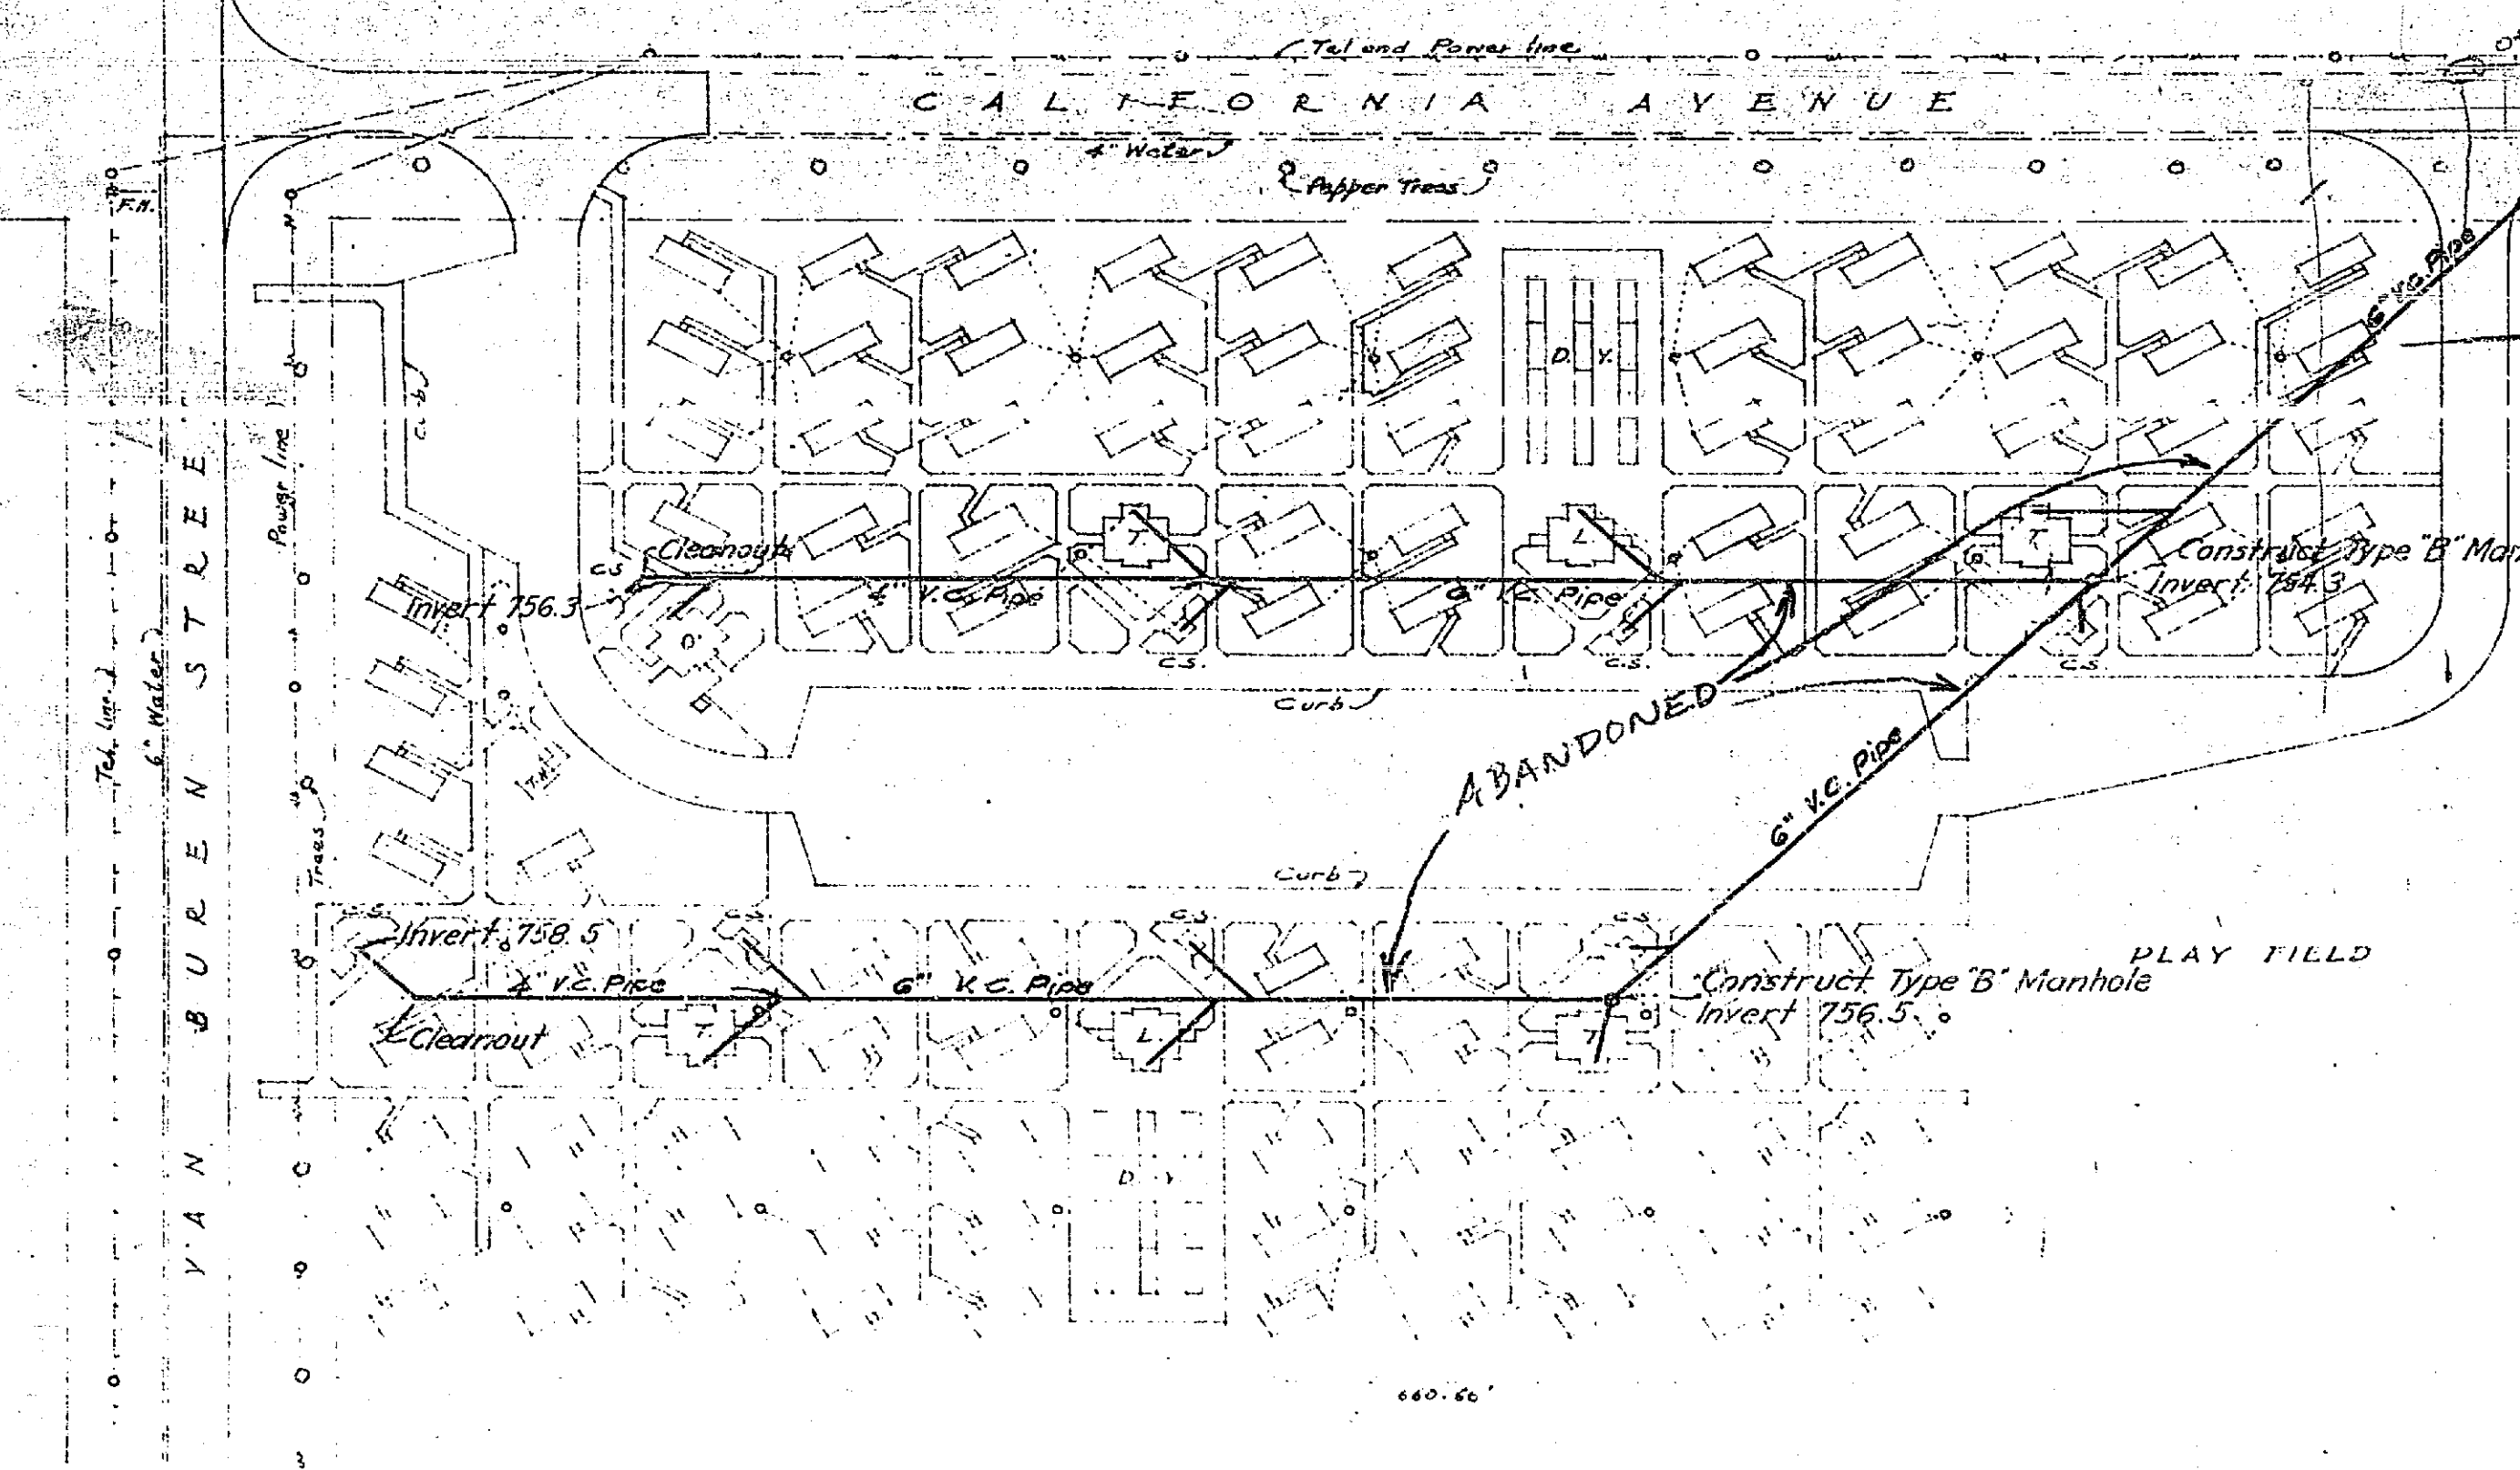 Tel and Power line
CALIFORNIA AVENUE
4" Water
Pepper Trees
F.H.
6" V.C. Pipe
D. Y.
Curb
Power line
VAN BUREN STREET
Tel. line
6" Water
Trees
Cleanout
C.S.
Invert 756.3
4" V.C. Pipe
T
L
6" V.C. Pipe
T
Construct Type "B" Man
Invert 754.3
O
C.S.
C.S.
C.S.
Curb
ABANDONED
6" V.C. Pipe
T.H.
Curb
C.S.
C.S.
C.S.
C.S.
Invert 758.5
4" V.C. Pipe
6" V.C. Pipe
PLAY FIELD
Construct Type "B" Manhole
Invert 756.5
Cleanout
T
L
T
D. Y.
660.66'